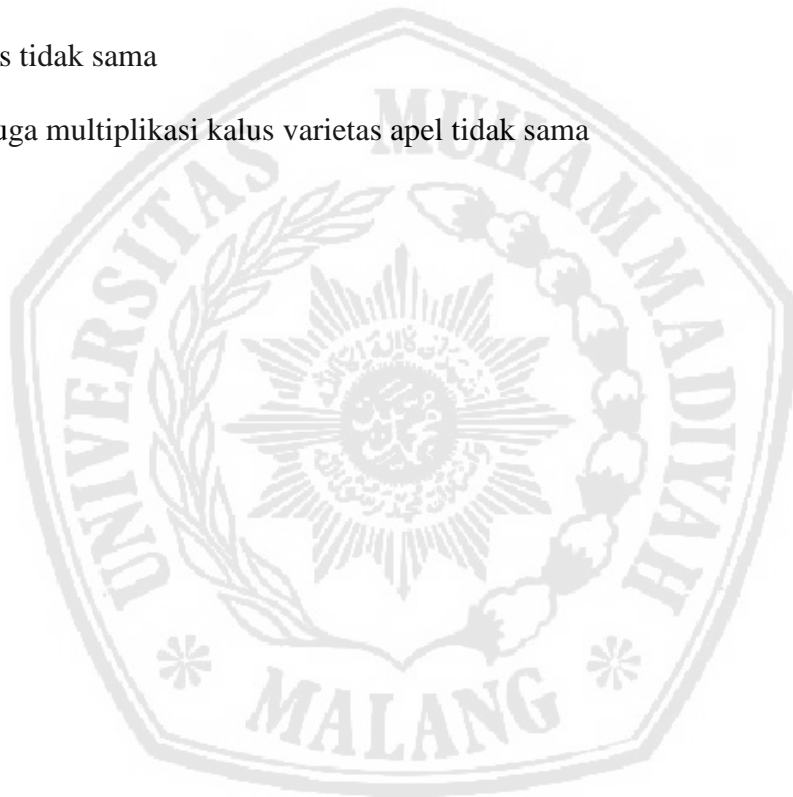 s tidak sama
uga multiplikasi kalus varietas apel tidak sama
UNIVERSITAS MUHAMMADIYAH
MALANG